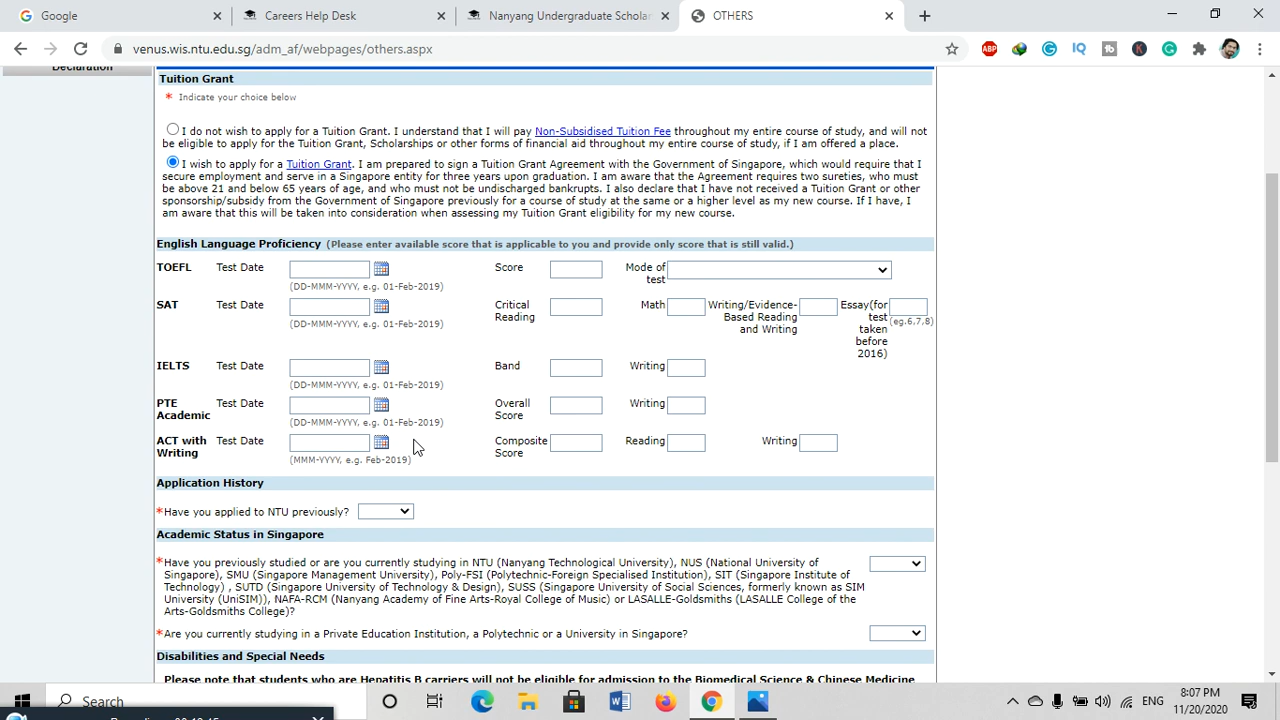 Google
Careers Help Desk
Nanyang Undergraduate Scholar
OTHERS
venus.wis.ntu.edu.sg/adm_af/webpages/others.aspx
Declaration
Tuition Grant
* Indicate your choice below
I do not wish to apply for a Tuition Grant. I understand that I will pay Non-Subsidised Tuition Fee throughout my entire course of study, and will not
be eligible to apply for the Tuition Grant, Scholarships or other forms of financial aid throughout my entire course of study, if I am offered a place.
I wish to apply for a Tuition Grant. I am prepared to sign a Tuition Grant Agreement with the Government of Singapore, which would require that I
secure employment and serve in a Singapore entity for three years upon graduation. I am aware that the Agreement requires two sureties, who must
be above 21 and below 65 years of age, and who must not be undischarged bankrupts. I also declare that I have not received a Tuition Grant or other
sponsorship/subsidy from the Government of Singapore previously for a course of study at the same or a higher level as my new course. If I have, I
am aware that this will be taken into consideration when assessing my Tuition Grant eligibility for my new course.
English Language Proficiency (Please enter available score that is applicable to you and provide only score that is still valid.)
TOEFL Test Date Score Mode of
test
(DD-MMM-YYYY, e.g. 01-Feb-2019)
SAT Test Date Critical Math Writing/Evidence- Essay(for
Reading Based Reading test
(DD-MMM-YYYY, e.g. 01-Feb-2019) and Writing taken (eg.6,7,8)
before
2016)
IELTS Test Date Band Writing
(DD-MMM-YYYY, e.g. 01-Feb-2019)
PTE Test Date Overall Writing
Academic Score
(DD-MMM-YYYY, e.g. 01-Feb-2019)
ACT with Test Date Composite Reading Writing
Writing Score
(MMM-YYYY, e.g. Feb-2019)
Application History
*Have you applied to NTU previously?
Academic Status in Singapore
*Have you previously studied or are you currently studying in NTU (Nanyang Technological University), NUS (National University of
Singapore), SMU (Singapore Management University), Poly-FSI (Polytechnic-Foreign Specialised Institution), SIT (Singapore Institute of
Technology) , SUTD (Singapore University of Technology & Design), SUSS (Singapore University of Social Sciences, formerly known as SIM
University (UniSIM)), NAFA-RCM (Nanyang Academy of Fine Arts-Royal College of Music) or LASALLE-Goldsmiths (LASALLE College of the
Arts-Goldsmiths College)?
*Are you currently studying in a Private Education Institution, a Polytechnic or a University in Singapore?
Disabilities and Special Needs
Please note that students who are Hepatitis B carriers will not be eligible for admission to the Biomedical Science & Chinese Medicine
Search
ENG
8:07 PM
11/20/2020